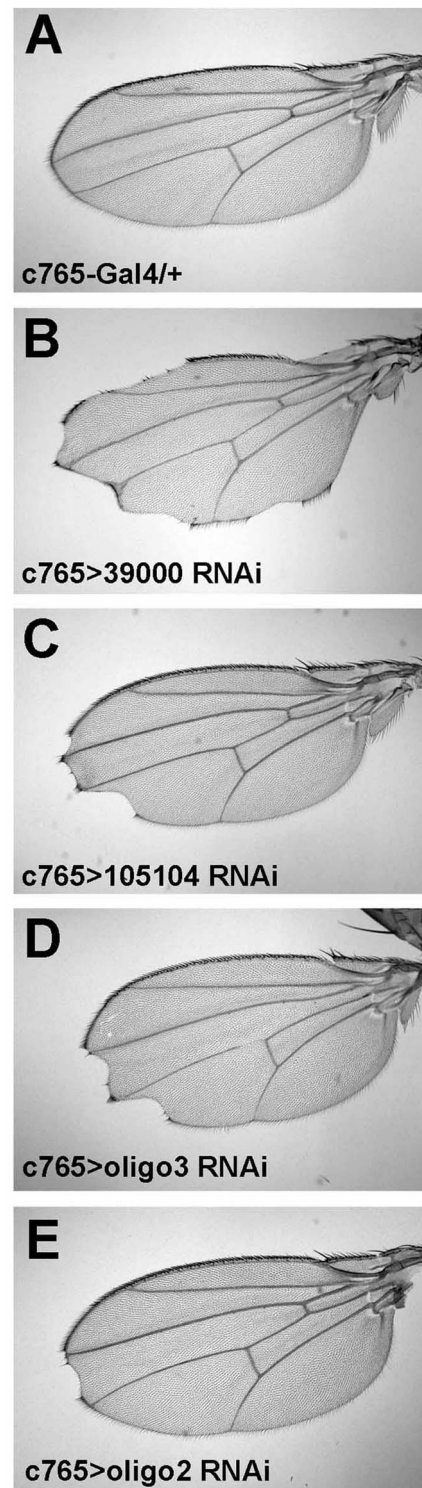 A
c765-Gal4/+
B
c765>39000 RNAi
C
c765>105104 RNAi
D
c765>oligo3 RNAi
E
c765>oligo2 RNAi